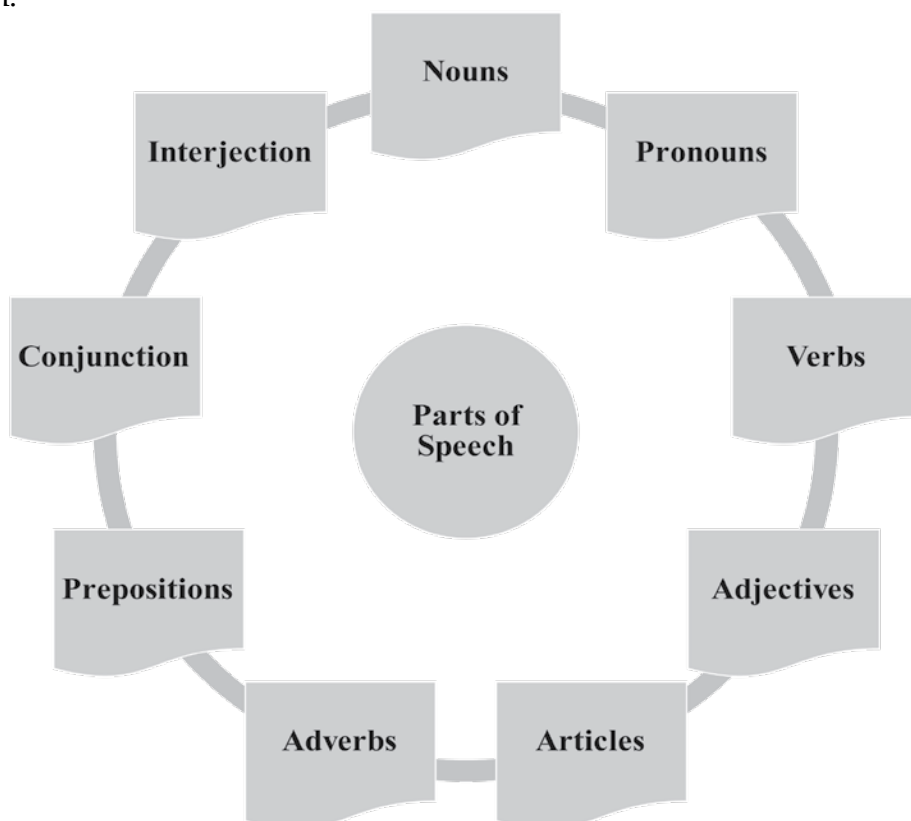 Nouns
Pronouns
Verbs
Adjectives
Articles
Adverbs
Prepositions
Conjunction
Interjection
Parts of
Speech